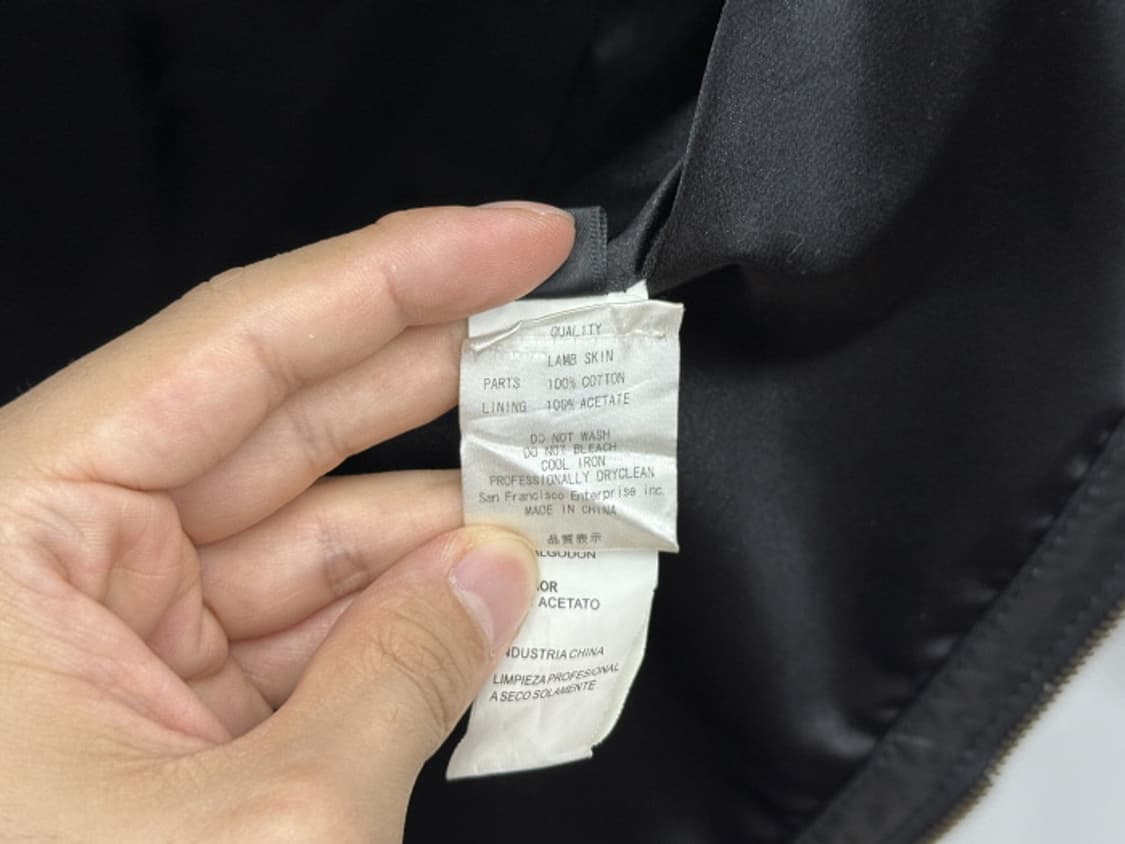 QUALITY
LAMB SKIN
PARTS 100% COTTON
LINING 100% ACETATE
DO NOT WASH
DO NOT BLEACH
COOL IRON
PROFESSIONALLY DRYCLEAN
San Francisco Enterprise inc.
MADE IN CHINA
品質表示
ALGODON
OR
ACETATO
INDUSTRIA CHINA
LIMPIEZA PROFESIONAL
A SECO SOLAMENTE